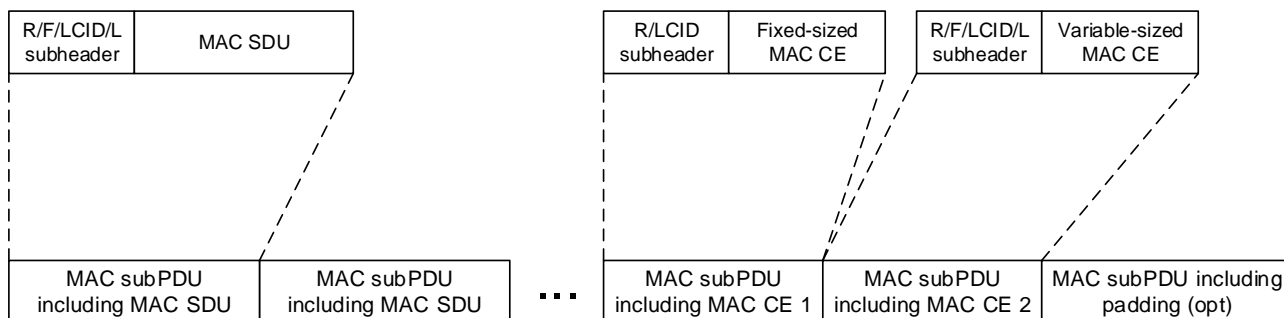 R/F/LCID/L
subheader
MAC SDU
R/LCID
subheader
Fixed-sized
MAC CE
R/F/LCID/L
subheader
Variable-sized
MAC CE
MAC subPDU
including MAC SDU
MAC subPDU
including MAC SDU
...
MAC subPDU
including MAC CE 1
MAC subPDU
including MAC CE 2
MAC subPDU including
padding (opt)